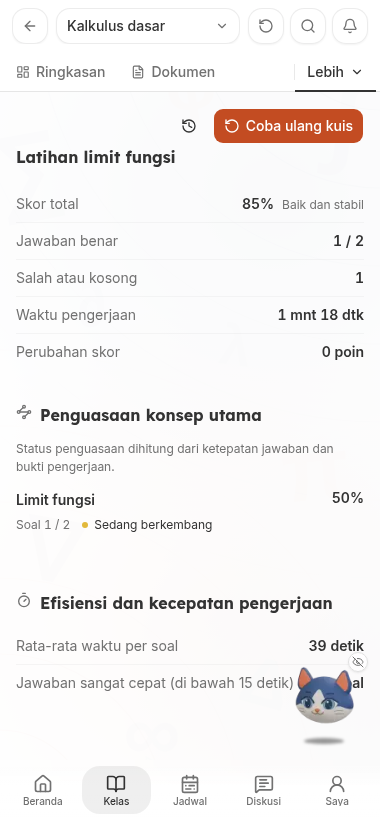 Kalkulus dasar
Ringkasan
Dokumen
Lebih
Coba ulang kuis
Latihan limit fungsi
Skor total 85% Baik dan stabil
Jawaban benar 1 / 2
Salah atau kosong 1
Waktu pengerjaan 1 mnt 18 dtk
Perubahan skor 0 poin
Penguasaan konsep utama
Status penguasaan dihitung dari ketepatan jawaban dan
bukti pengerjaan.
Limit fungsi 50%
Soal 1 / 2 Sedang berkembang
Efisiensi dan kecepatan pengerjaan
Rata-rata waktu per soal 39 detik
Jawaban sangat cepat (di bawah 15 detik)
Beranda
Kelas
Jadwal
Diskusi
Saya